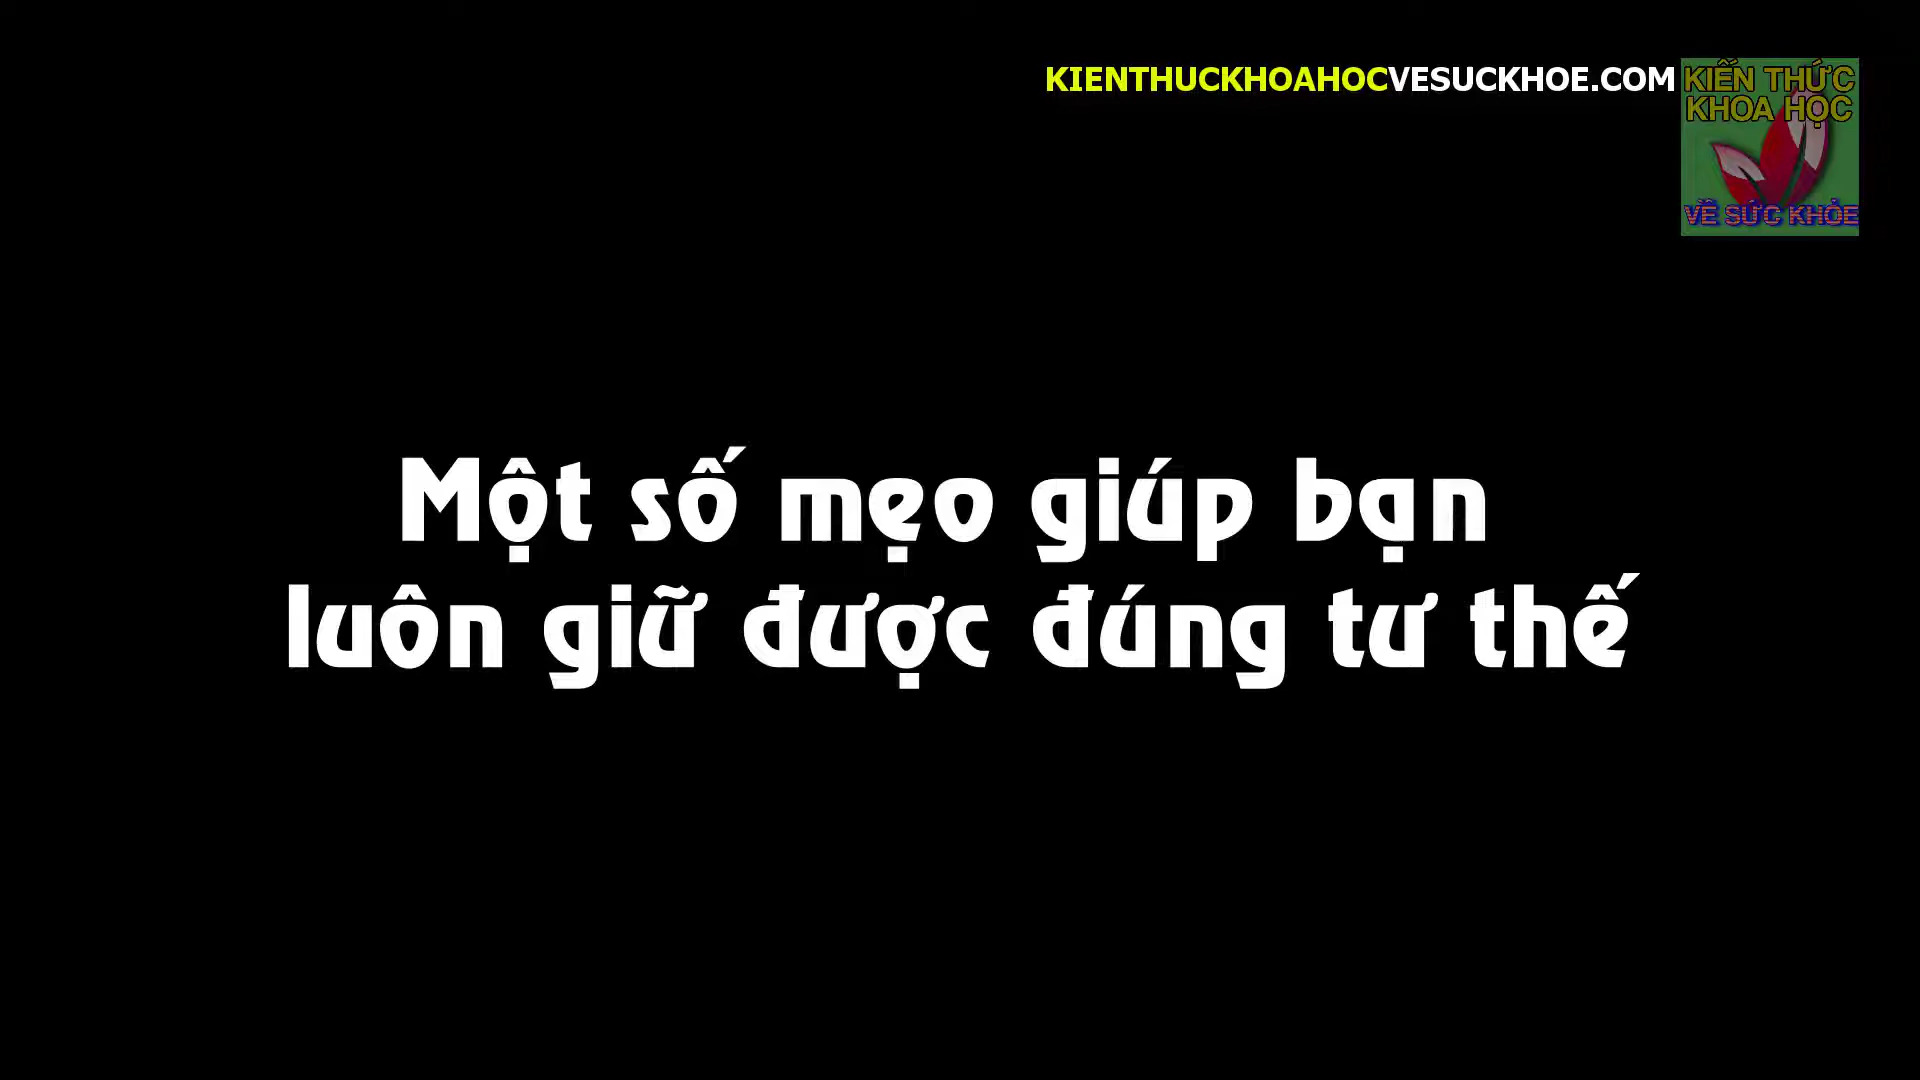 KIENTHUCKHOAHOCVESUCKHOE.COM
KIẾN THỨC
KHOA HỌC
VỀ SỨC KHỎE
Một số mẹo giúp bạn
luôn giữ được đúng tư thế